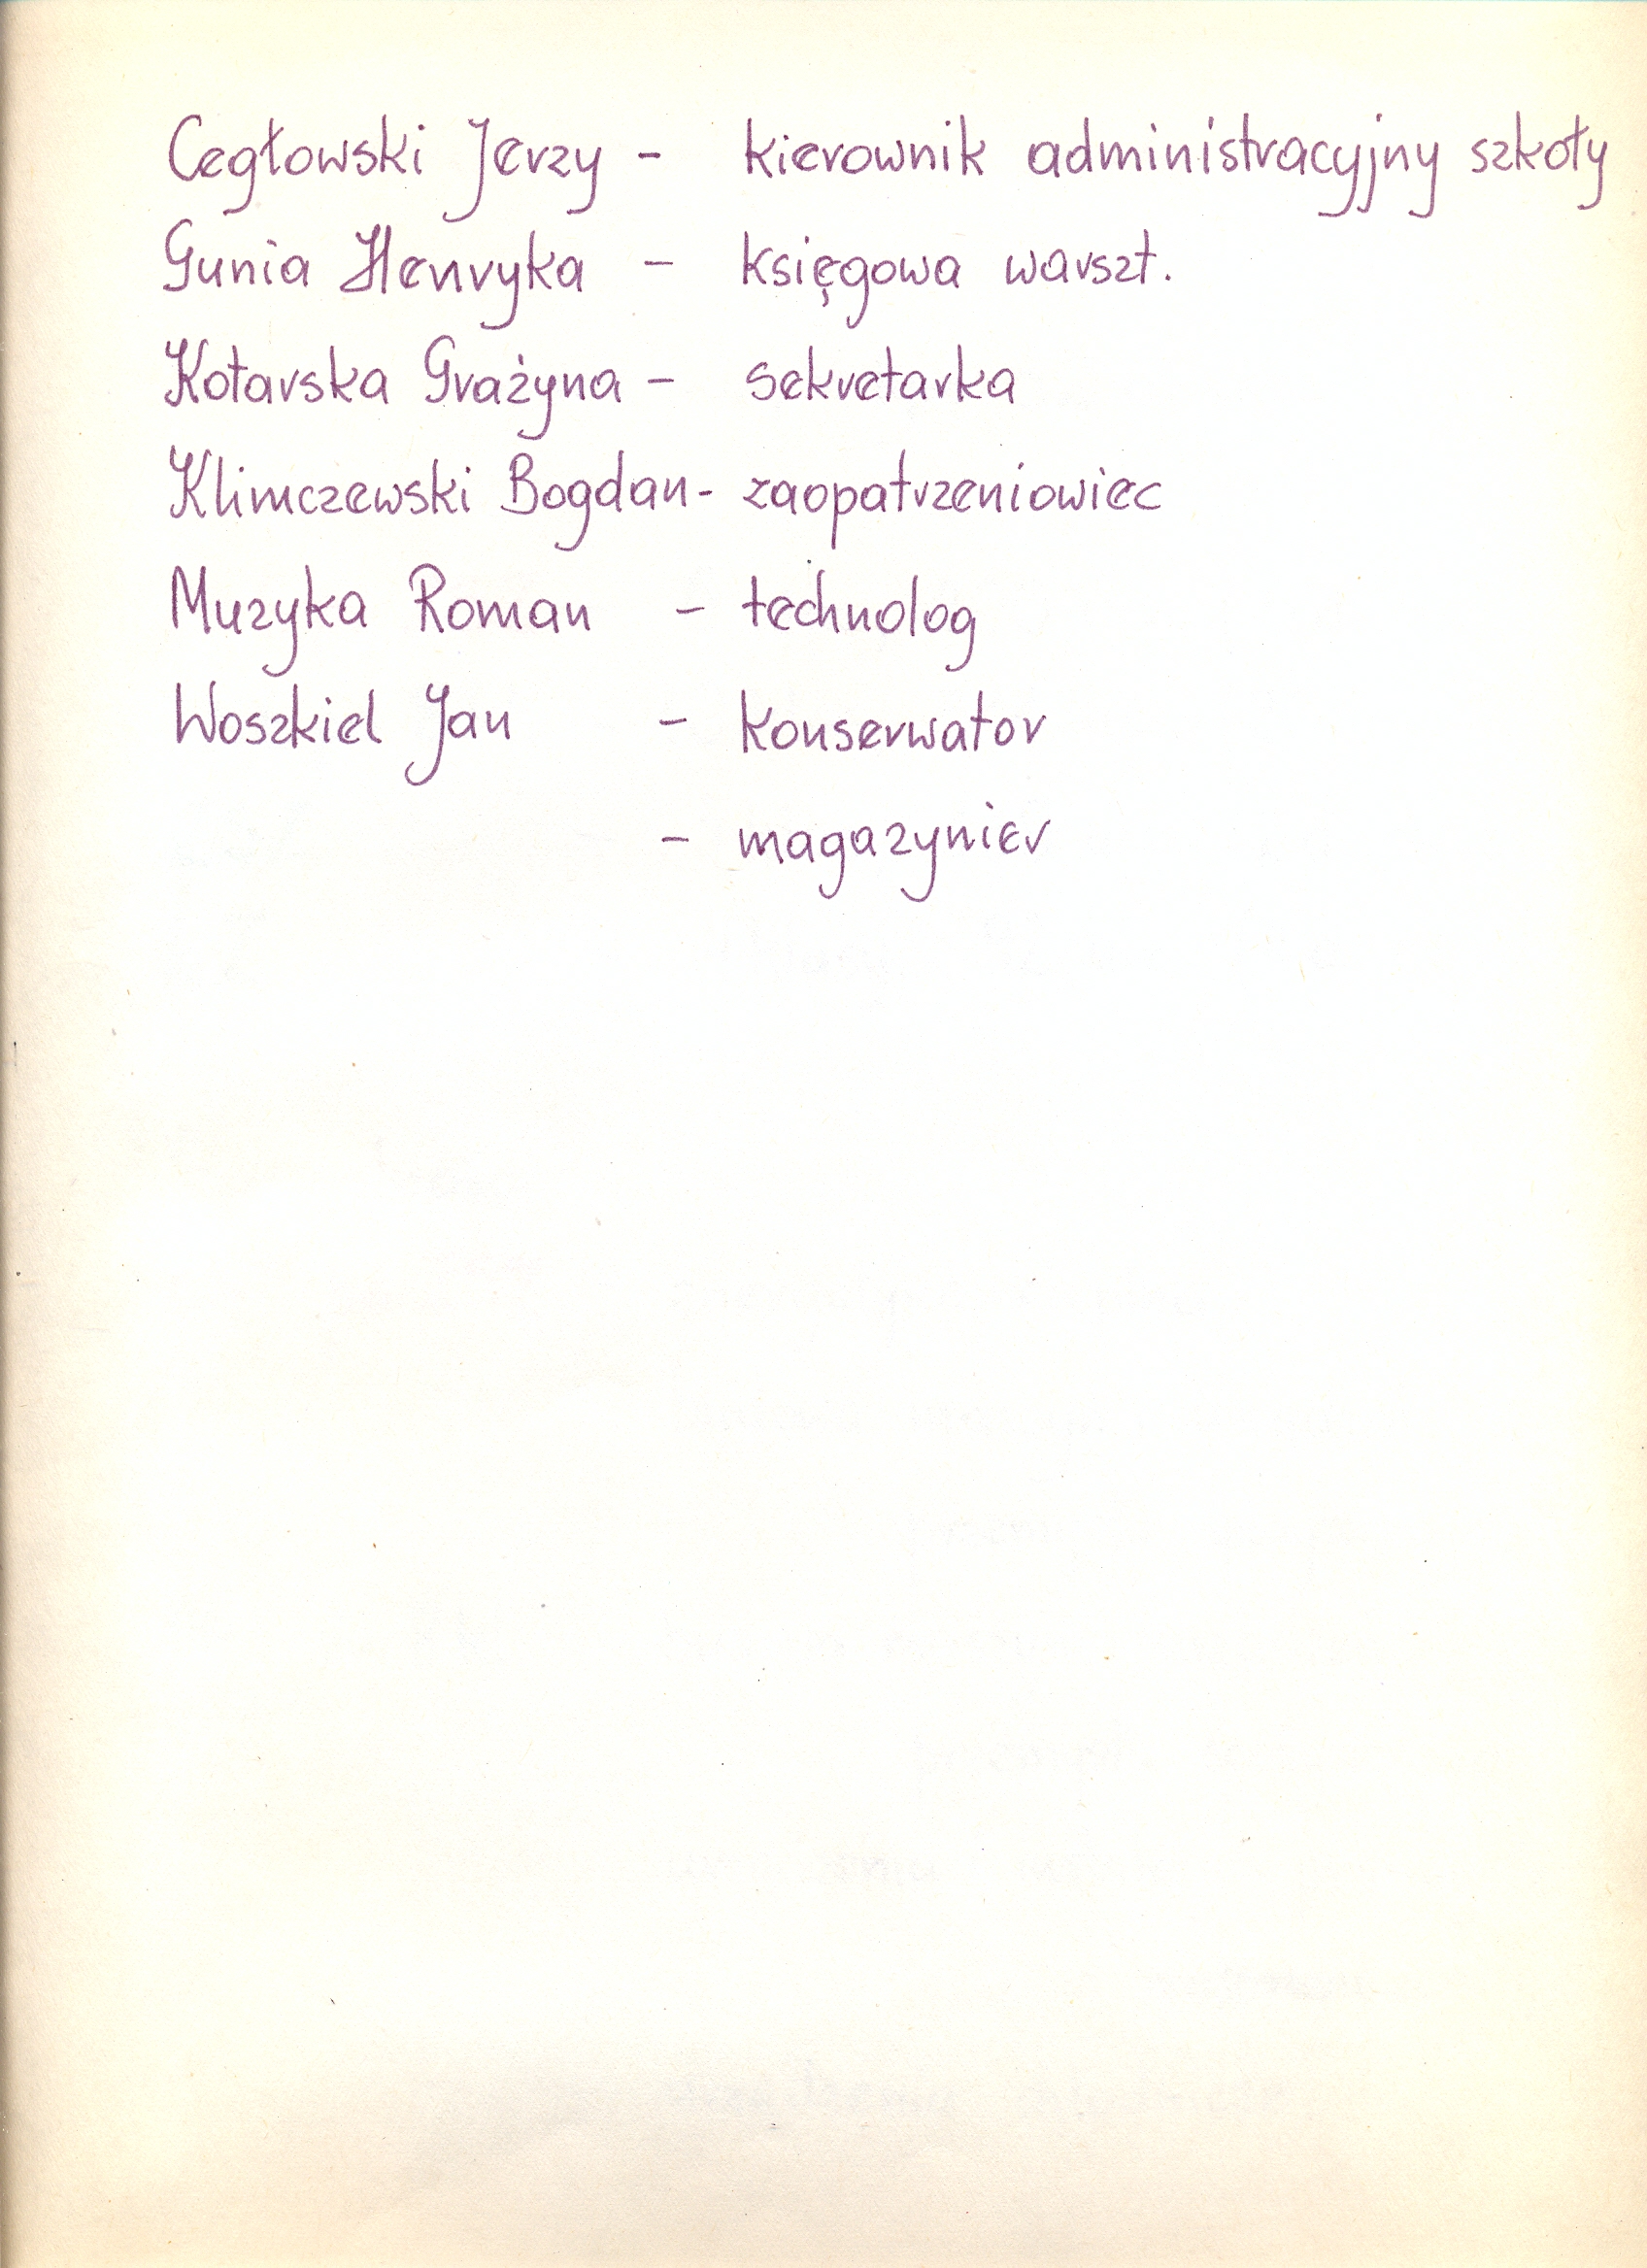 Cegłowski Jerzy - kierownik administracyjny szkoły
Gunia Henryka - księgowa warszt.
Kotarska Grażyna - sekretarka
Klimczewski Bogdan - zaopatrzeniowiec
Muzyka Roman - technolog
Woszkiel Jan - konserwator
- magazynier